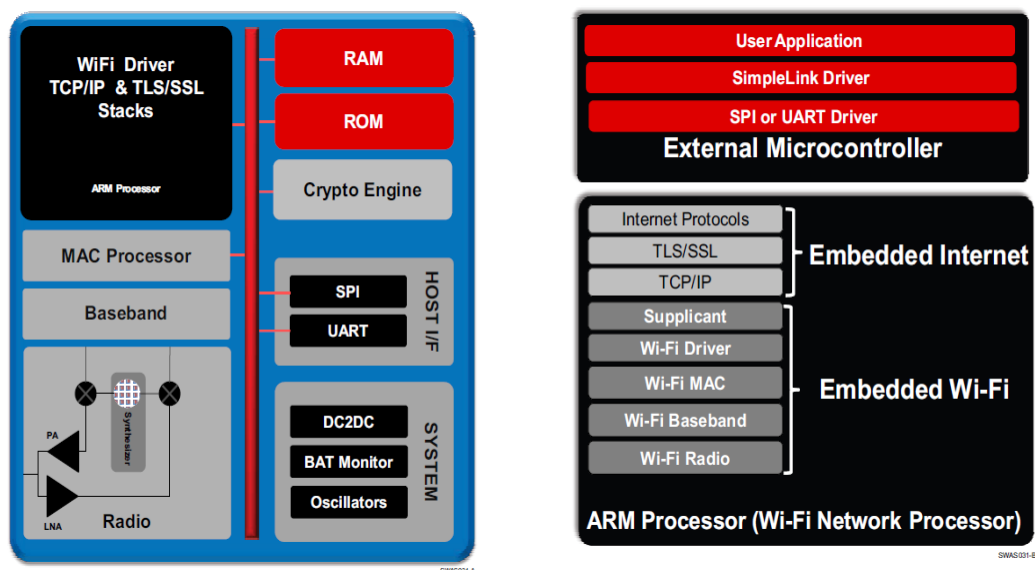 WiFi Driver
TCP/IP & TLS/SSL
Stacks
ARM Processor
MAC Processor
Baseband
Synthesizer
PA
LNA
Radio
RAM
ROM
Crypto Engine
SPI
UART
HOST I/F
DC2DC
BAT Monitor
Oscillators
SYSTEM
User Application
SimpleLink Driver
SPI or UART Driver
External Microcontroller
Internet Protocols
TLS/SSL
TCP/IP
Embedded Internet
Supplicant
Wi-Fi Driver
Wi-Fi MAC
Wi-Fi Baseband
Wi-Fi Radio
Embedded Wi-Fi
ARM Processor (Wi-Fi Network Processor)
SWAS031-B